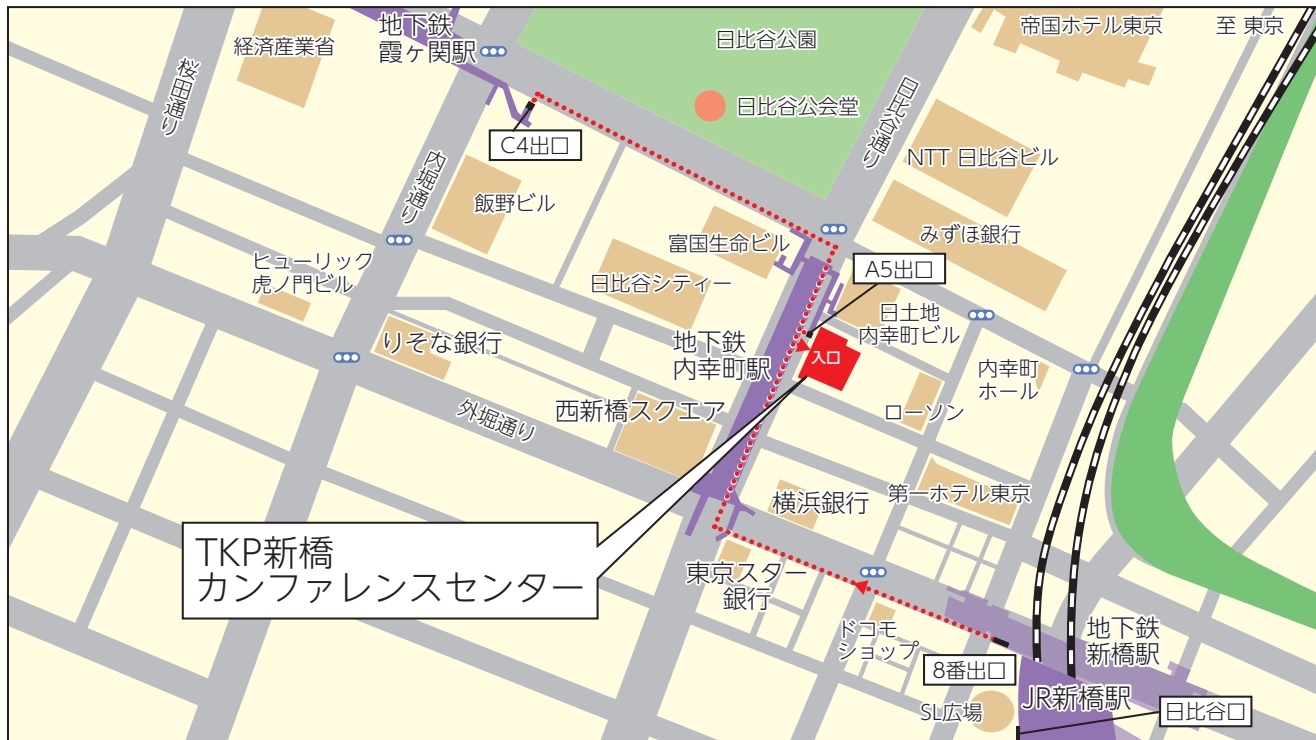 地下鉄
霞ヶ関駅
経済産業省
桜田通り
日比谷公園
帝国ホテル東京
至 東京
日比谷公会堂
日比谷通り
C4出口
内堀通り
NTT 日比谷ビル
飯野ビル
富国生命ビル
みずほ銀行
ヒューリック
虎ノ門ビル
日比谷シティー
A5出口
日土地
内幸町ビル
りそな銀行
地下鉄
内幸町駅
入口
内幸町
ホール
ローソン
外堀通り
西新橋スクエア
横浜銀行
第一ホテル東京
TKP新橋
カンファレンスセンター
東京スター
銀行
ドコモ
ショップ
地下鉄
新橋駅
8番出口
JR新橋駅
SL広場
日比谷口